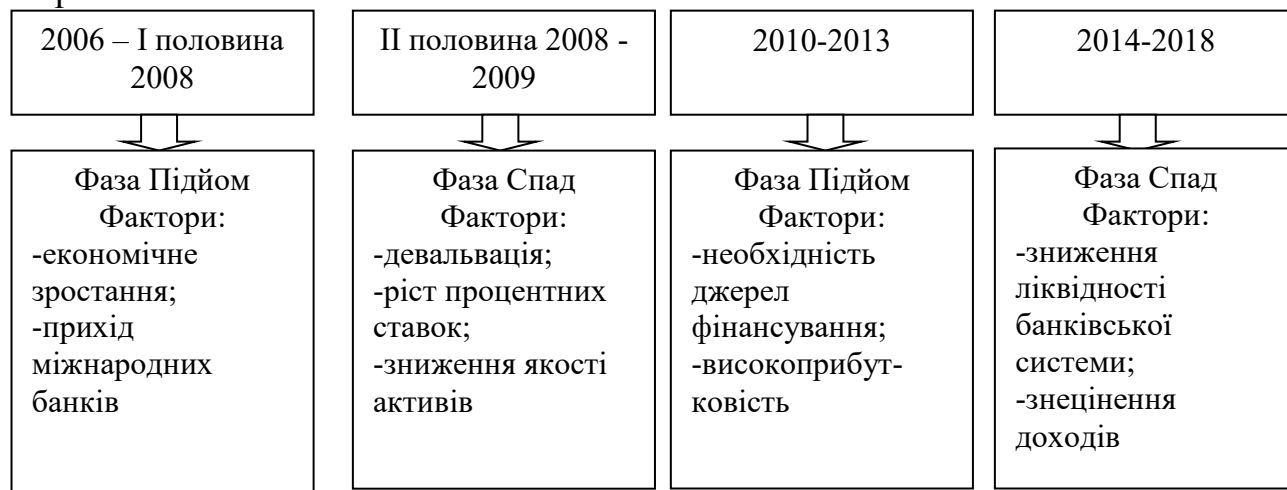 2006 – І половина
2008
ІІ половина 2008 -
2009
2010-2013
2014-2018
Фаза Підйом
Фактори:
-економічне
зростання;
-прихід
міжнародних
банків
Фаза Спад
Фактори:
-девальвація;
-ріст процентних
ставок;
-зниження якості
активів
Фаза Підйом
Фактори:
-необхідність
джерел
фінансування;
-високоприбут-
ковість
Фаза Спад
Фактори:
-зниження
ліквідності
банківської
системи;
-знецінення
доходів